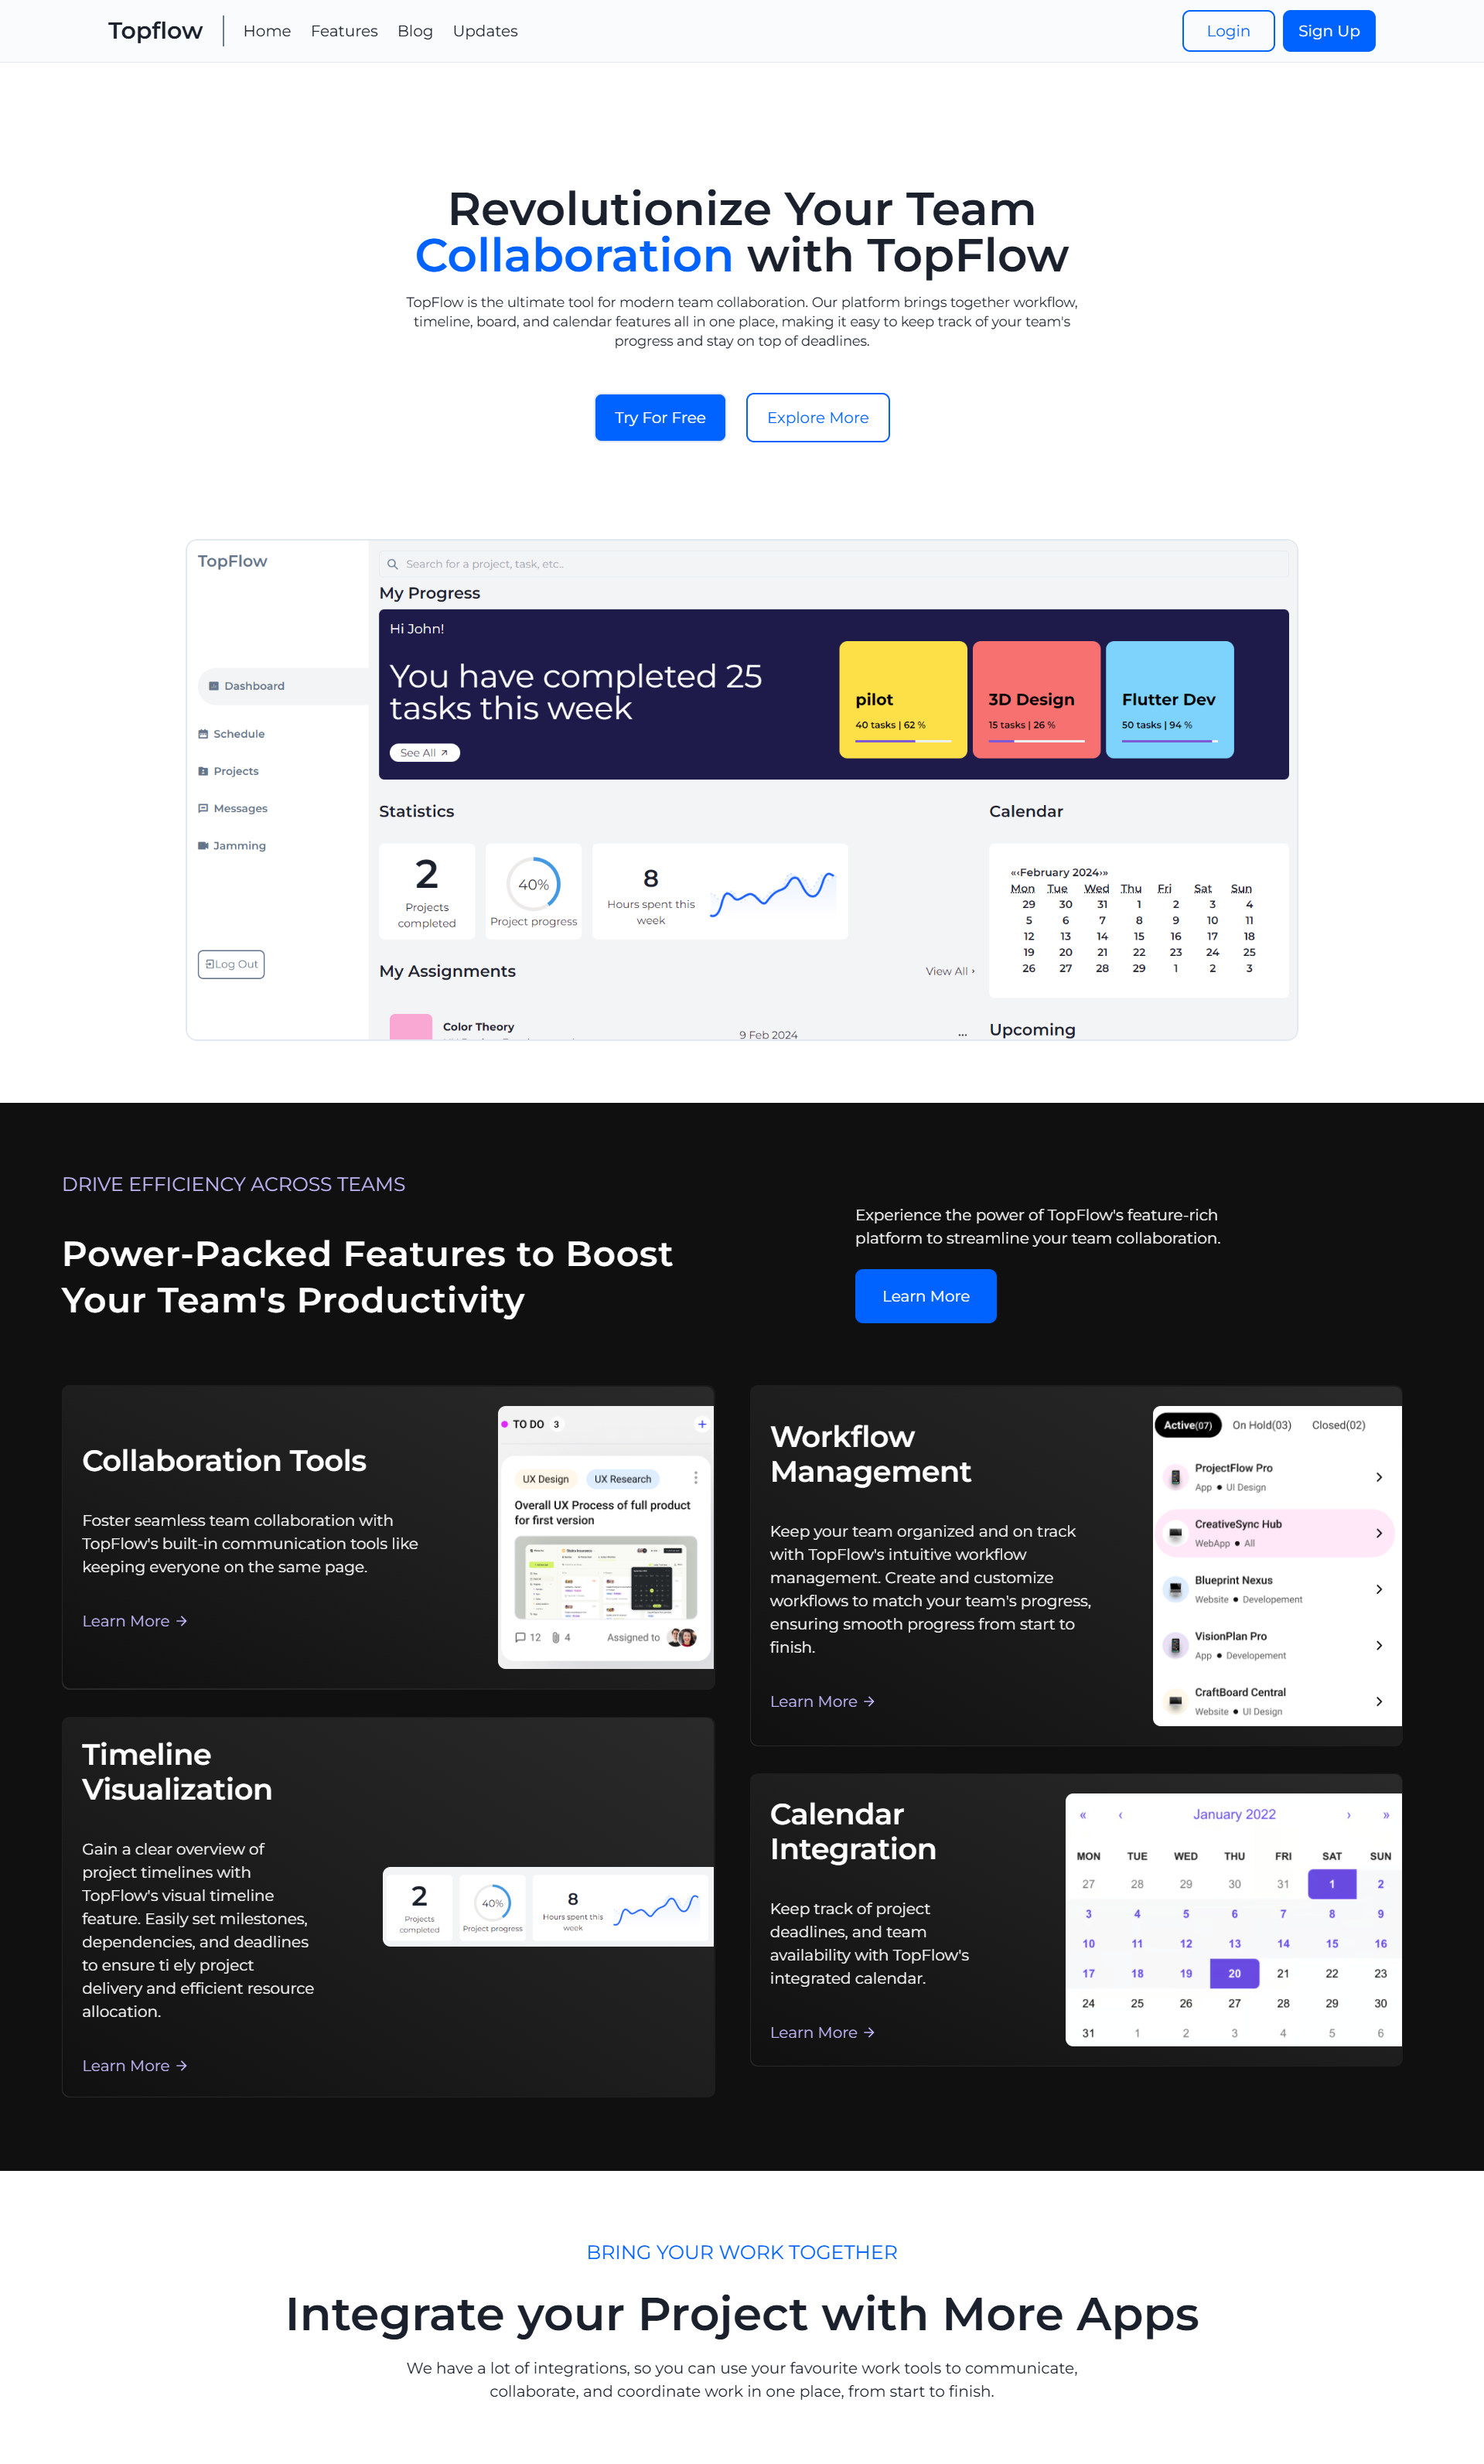 Topflow
Home Features Blog Updates
Login
Sign Up
Revolutionize Your Team
Collaboration with TopFlow
TopFlow is the ultimate tool for modern team collaboration. Our platform brings together workflow,
timeline, board, and calendar features all in one place, making it easy to keep track of your team's
progress and stay on top of deadlines.
Try For Free
Explore More
TopFlow
Dashboard
Schedule
Projects
Messages
Jamming
Log Out
Search for a project, task, etc..
My Progress
Hi John!
You have completed 25
tasks this week
See All
pilot
40 tasks | 62 %
3D Design
15 tasks | 26 %
Flutter Dev
50 tasks | 94 %
Statistics
2
Projects
completed
40%
Project progress
8
Hours spent this
week
My Assignments
View All ›
Color Theory
9 Feb 2024
...
Calendar
«‹February 2024›»
Mon Tue Wed Thu Fri Sat Sun
29 30 31 1 2 3 4
5 6 7 8 9 10 11
12 13 14 15 16 17 18
19 20 21 22 23 24 25
26 27 28 29 1 2 3
Upcoming
DRIVE EFFICIENCY ACROSS TEAMS
Power-Packed Features to Boost
Your Team's Productivity
Experience the power of TopFlow's feature-rich
platform to streamline your team collaboration.
Learn More
Collaboration Tools
Foster seamless team collaboration with
TopFlow's built-in communication tools like
keeping everyone on the same page.
Learn More →
TO DO 3 +
UX Design UX Research
Overall UX Process of full product
for first version
12 4 Assigned to
Workflow
Management
Keep your team organized and on track
with TopFlow's intuitive workflow
management. Create and customize
workflows to match your team's progress,
ensuring smooth progress from start to
finish.
Learn More →
Active(07) On Hold(03) Closed(02)
ProjectFlow Pro
App • UI Design
CreativeSync Hub
WebApp • All
Blueprint Nexus
Website • Developement
VisionPlan Pro
App • Developement
CraftBoard Central
Website • UI Design
Timeline
Visualization
Gain a clear overview of
project timelines with
TopFlow's visual timeline
feature. Easily set milestones,
dependencies, and deadlines
to ensure ti ely project
delivery and efficient resource
allocation.
Learn More →
2
Projects
completed
40%
Project progress
8
Hours spent this
week
Calendar
Integration
Keep track of project
deadlines, and team
availability with TopFlow's
integrated calendar.
Learn More →
« ‹ January 2022 › »
MON TUE WED THU FRI SAT SUN
27 28 29 30 31 1 2
3 4 5 6 7 8 9
10 11 12 13 14 15 16
17 18 19 20 21 22 23
24 25 26 27 28 29 30
31 1 2 3 4 5 6
BRING YOUR WORK TOGETHER
Integrate your Project with More Apps
We have a lot of integrations, so you can use your favourite work tools to communicate,
collaborate, and coordinate work in one place, from start to finish.